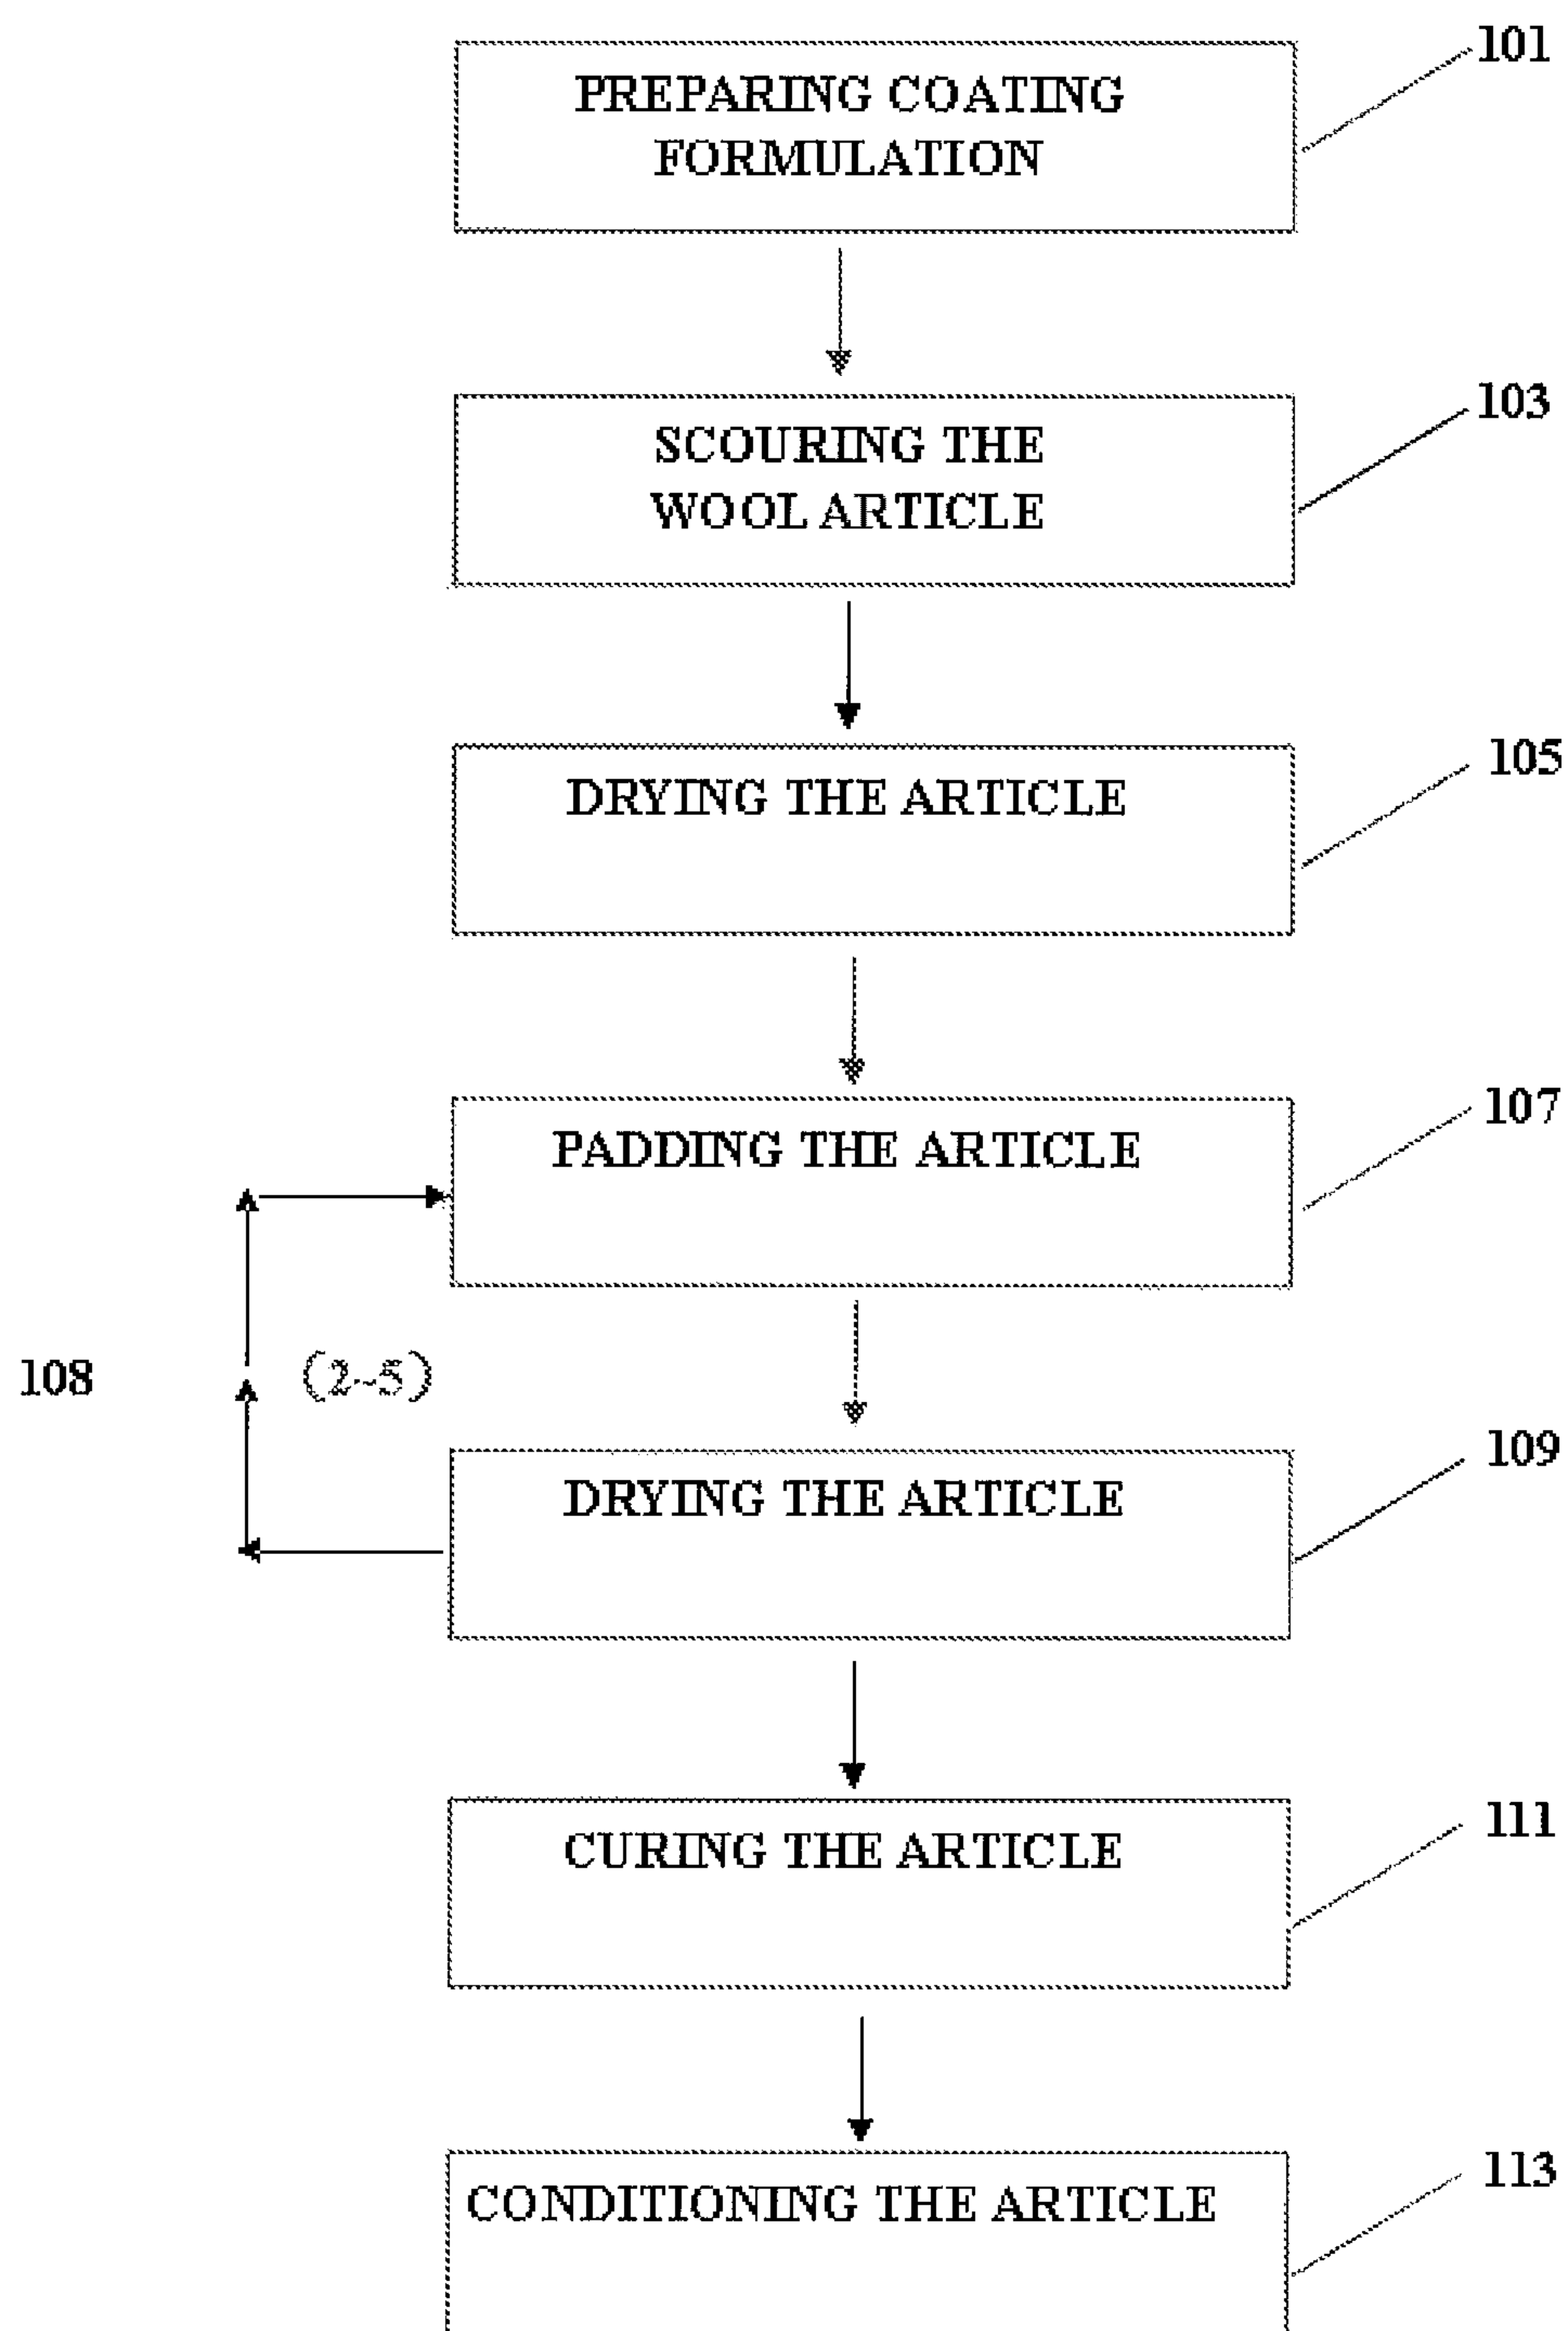 101
PREPARING COATING
FORMULATION
103
SCOURING THE
WOOL ARTICLE
105
DRYING THE ARTICLE
107
PADDING THE ARTICLE
108
(2~5)
109
DRYING THE ARTICLE
111
CURING THE ARTICLE
113
CONDITIONING THE ARTICLE